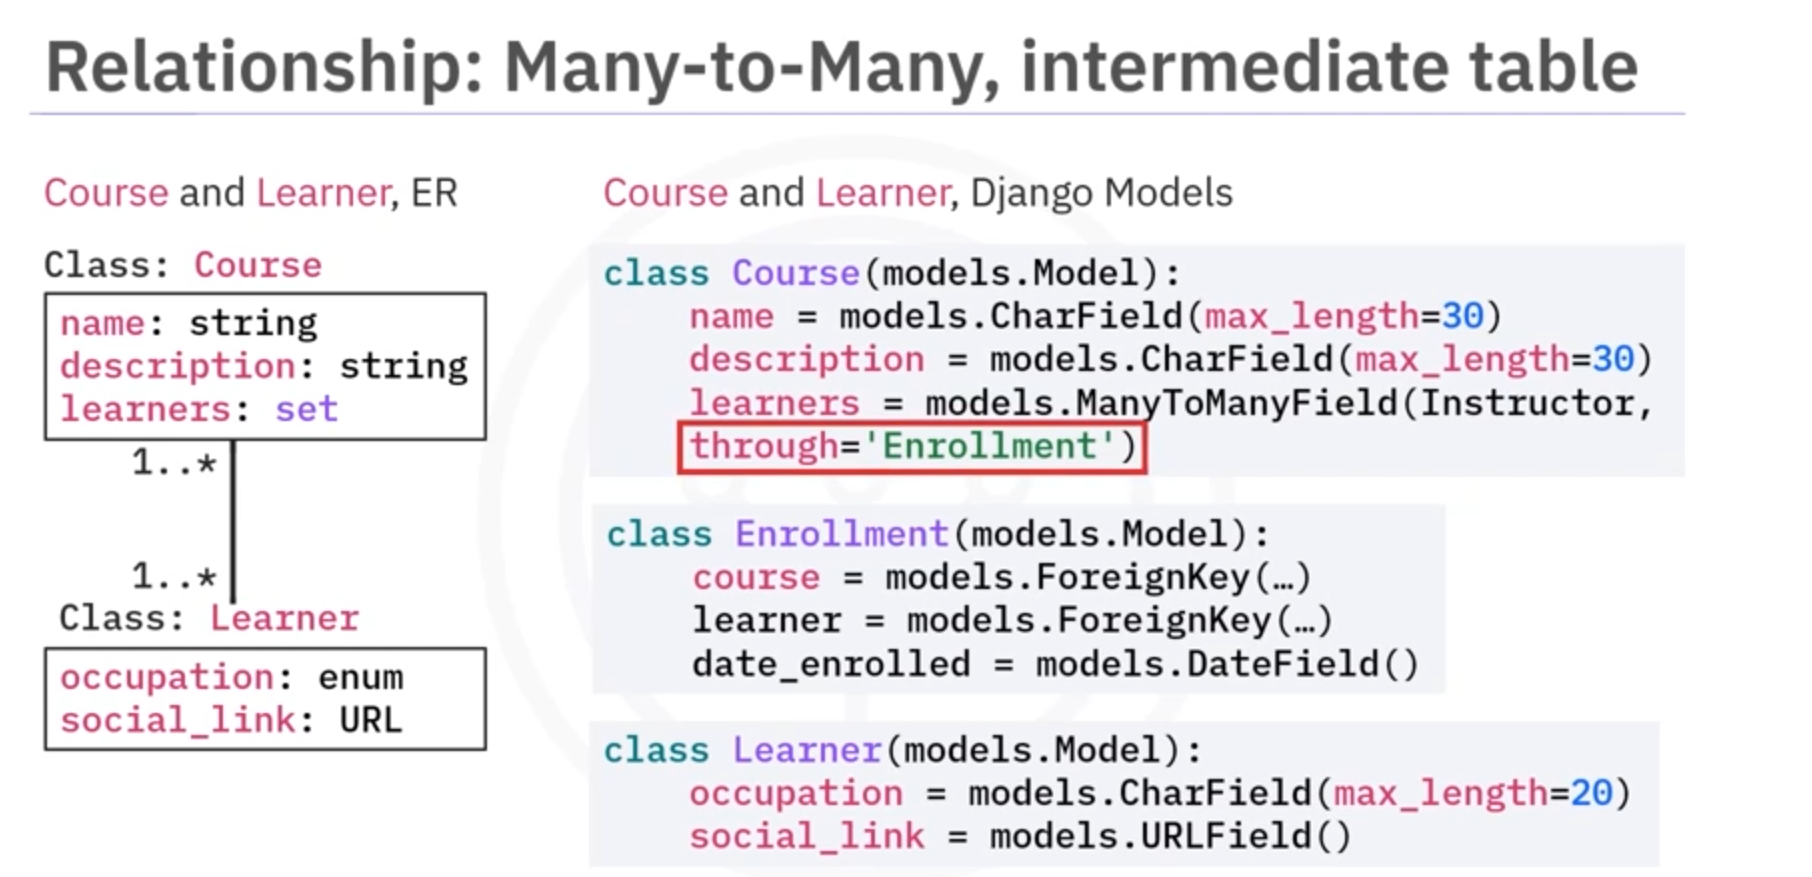 Relationship: Many-to-Many, intermediate table
Course and Learner, ER
Class: Course
name: string
description: string
learners: set
1..*
1..*
Class: Learner
occupation: enum
social_link: URL
Course and Learner, Django Models
class Course(models.Model):
    name = models.CharField(max_length=30)
    description = models.CharField(max_length=30)
    learners = models.ManyToManyField(Instructor,
    through='Enrollment')
class Enrollment(models.Model):
    course = models.ForeignKey(…)
    learner = models.ForeignKey(…)
    date_enrolled = models.DateField()
class Learner(models.Model):
    occupation = models.CharField(max_length=20)
    social_link = models.URLField()